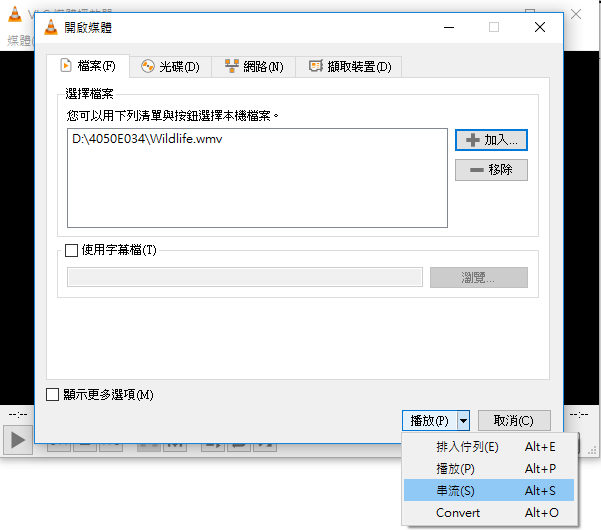 開啟媒體
媒體(
檔案(F)
光碟(D)
網路(N)
擷取裝置(D)
選擇檔案
您可以用下列清單與按鈕選擇本機檔案。
D:\4050E034\Wildlife.wmv
加入...
移除
使用字幕檔(T)
瀏覽...
顯示更多選項(M)
--:--
--:--
播放(P)
取消(C)
排入佇列(E) Alt+E
播放(P) Alt+P
串流(S) Alt+S
Convert Alt+O